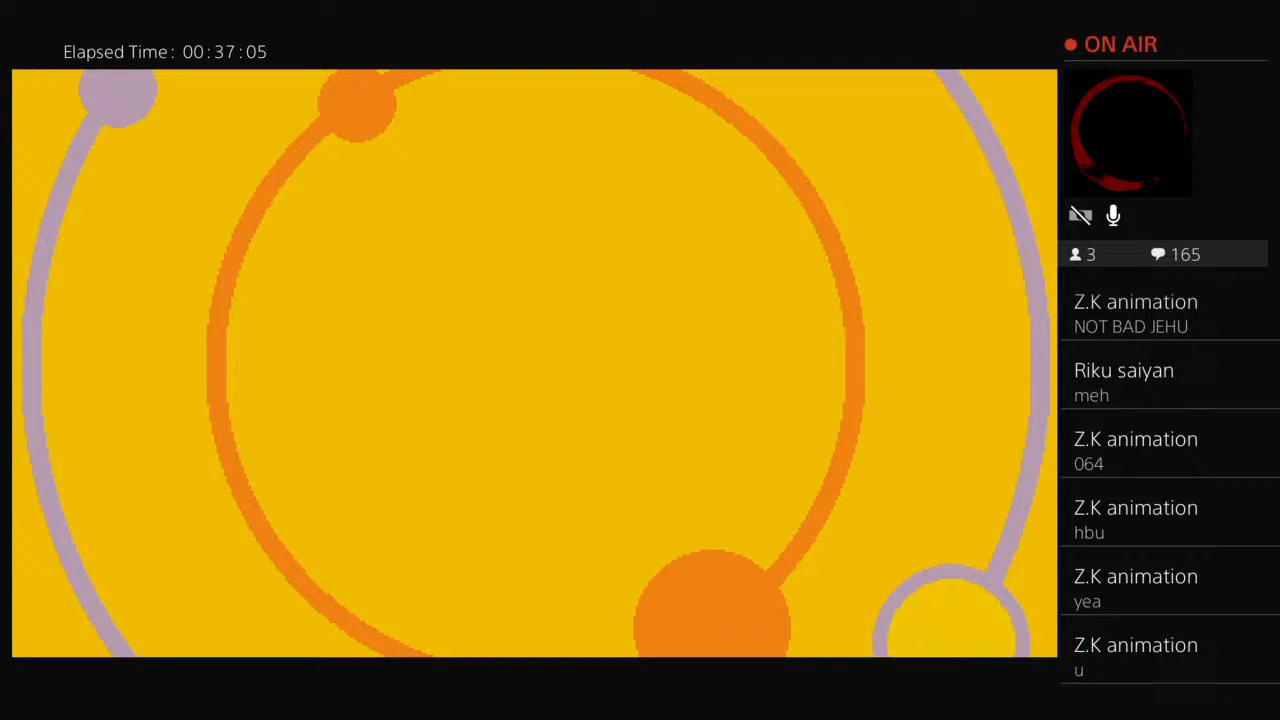 Elapsed Time: 00:37:05
ON AIR
3
165
Z.K animation
NOT BAD JEHU
Riku saiyan
meh
Z.K animation
064
Z.K animation
hbu
Z.K animation
yea
Z.K animation
u